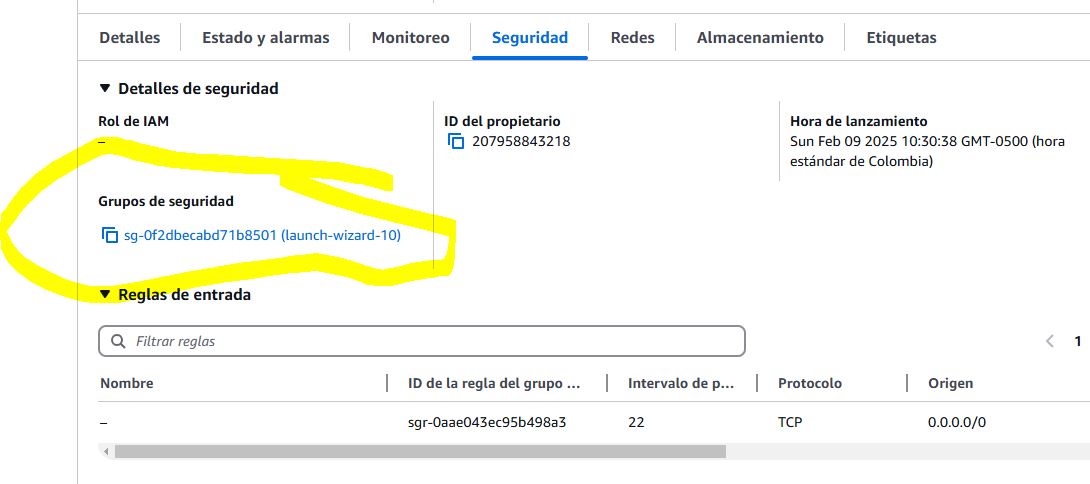 Detalles Estado y alarmas Monitoreo Seguridad Redes Almacenamiento Etiquetas
Detalles de seguridad
Rol de IAM
–
ID del propietario
207958843218
Hora de lanzamiento
Sun Feb 09 2025 10:30:38 GMT-0500 (hora
estándar de Colombia)
Grupos de seguridad
sg-0f2dbecabd71b8501 (launch-wizard-10)
Reglas de entrada
Filtrar reglas
1
Nombre ID de la regla del grupo ... Intervalo de p... Protocolo Origen
– sgr-0aae043ec95b498a3 22 TCP 0.0.0.0/0